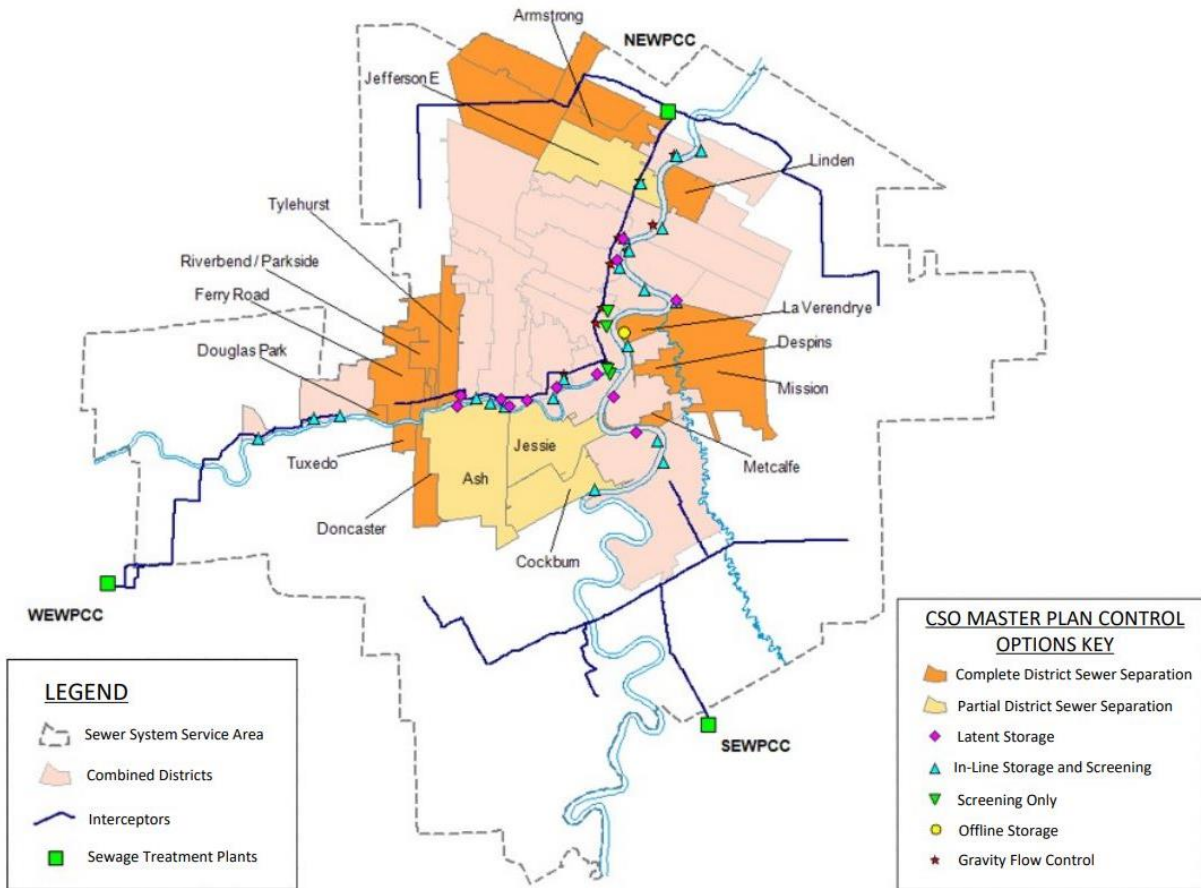 Armstrong
NEWPCC
Jefferson E
Linden
Tylehurst
Riverbend / Parkside
Ferry Road
La Verendrye
Douglas Park
Despins
Mission
Jessie
Tuxedo
Metcalfe
Ash
Doncaster
Cockburn
WEWPCC
SEWPCC
LEGEND
Sewer System Service Area
Combined Districts
Interceptors
Sewage Treatment Plants
CSO MASTER PLAN CONTROL
OPTIONS KEY
Complete District Sewer Separation
Partial District Sewer Separation
Latent Storage
In-Line Storage and Screening
Screening Only
Offline Storage
Gravity Flow Control